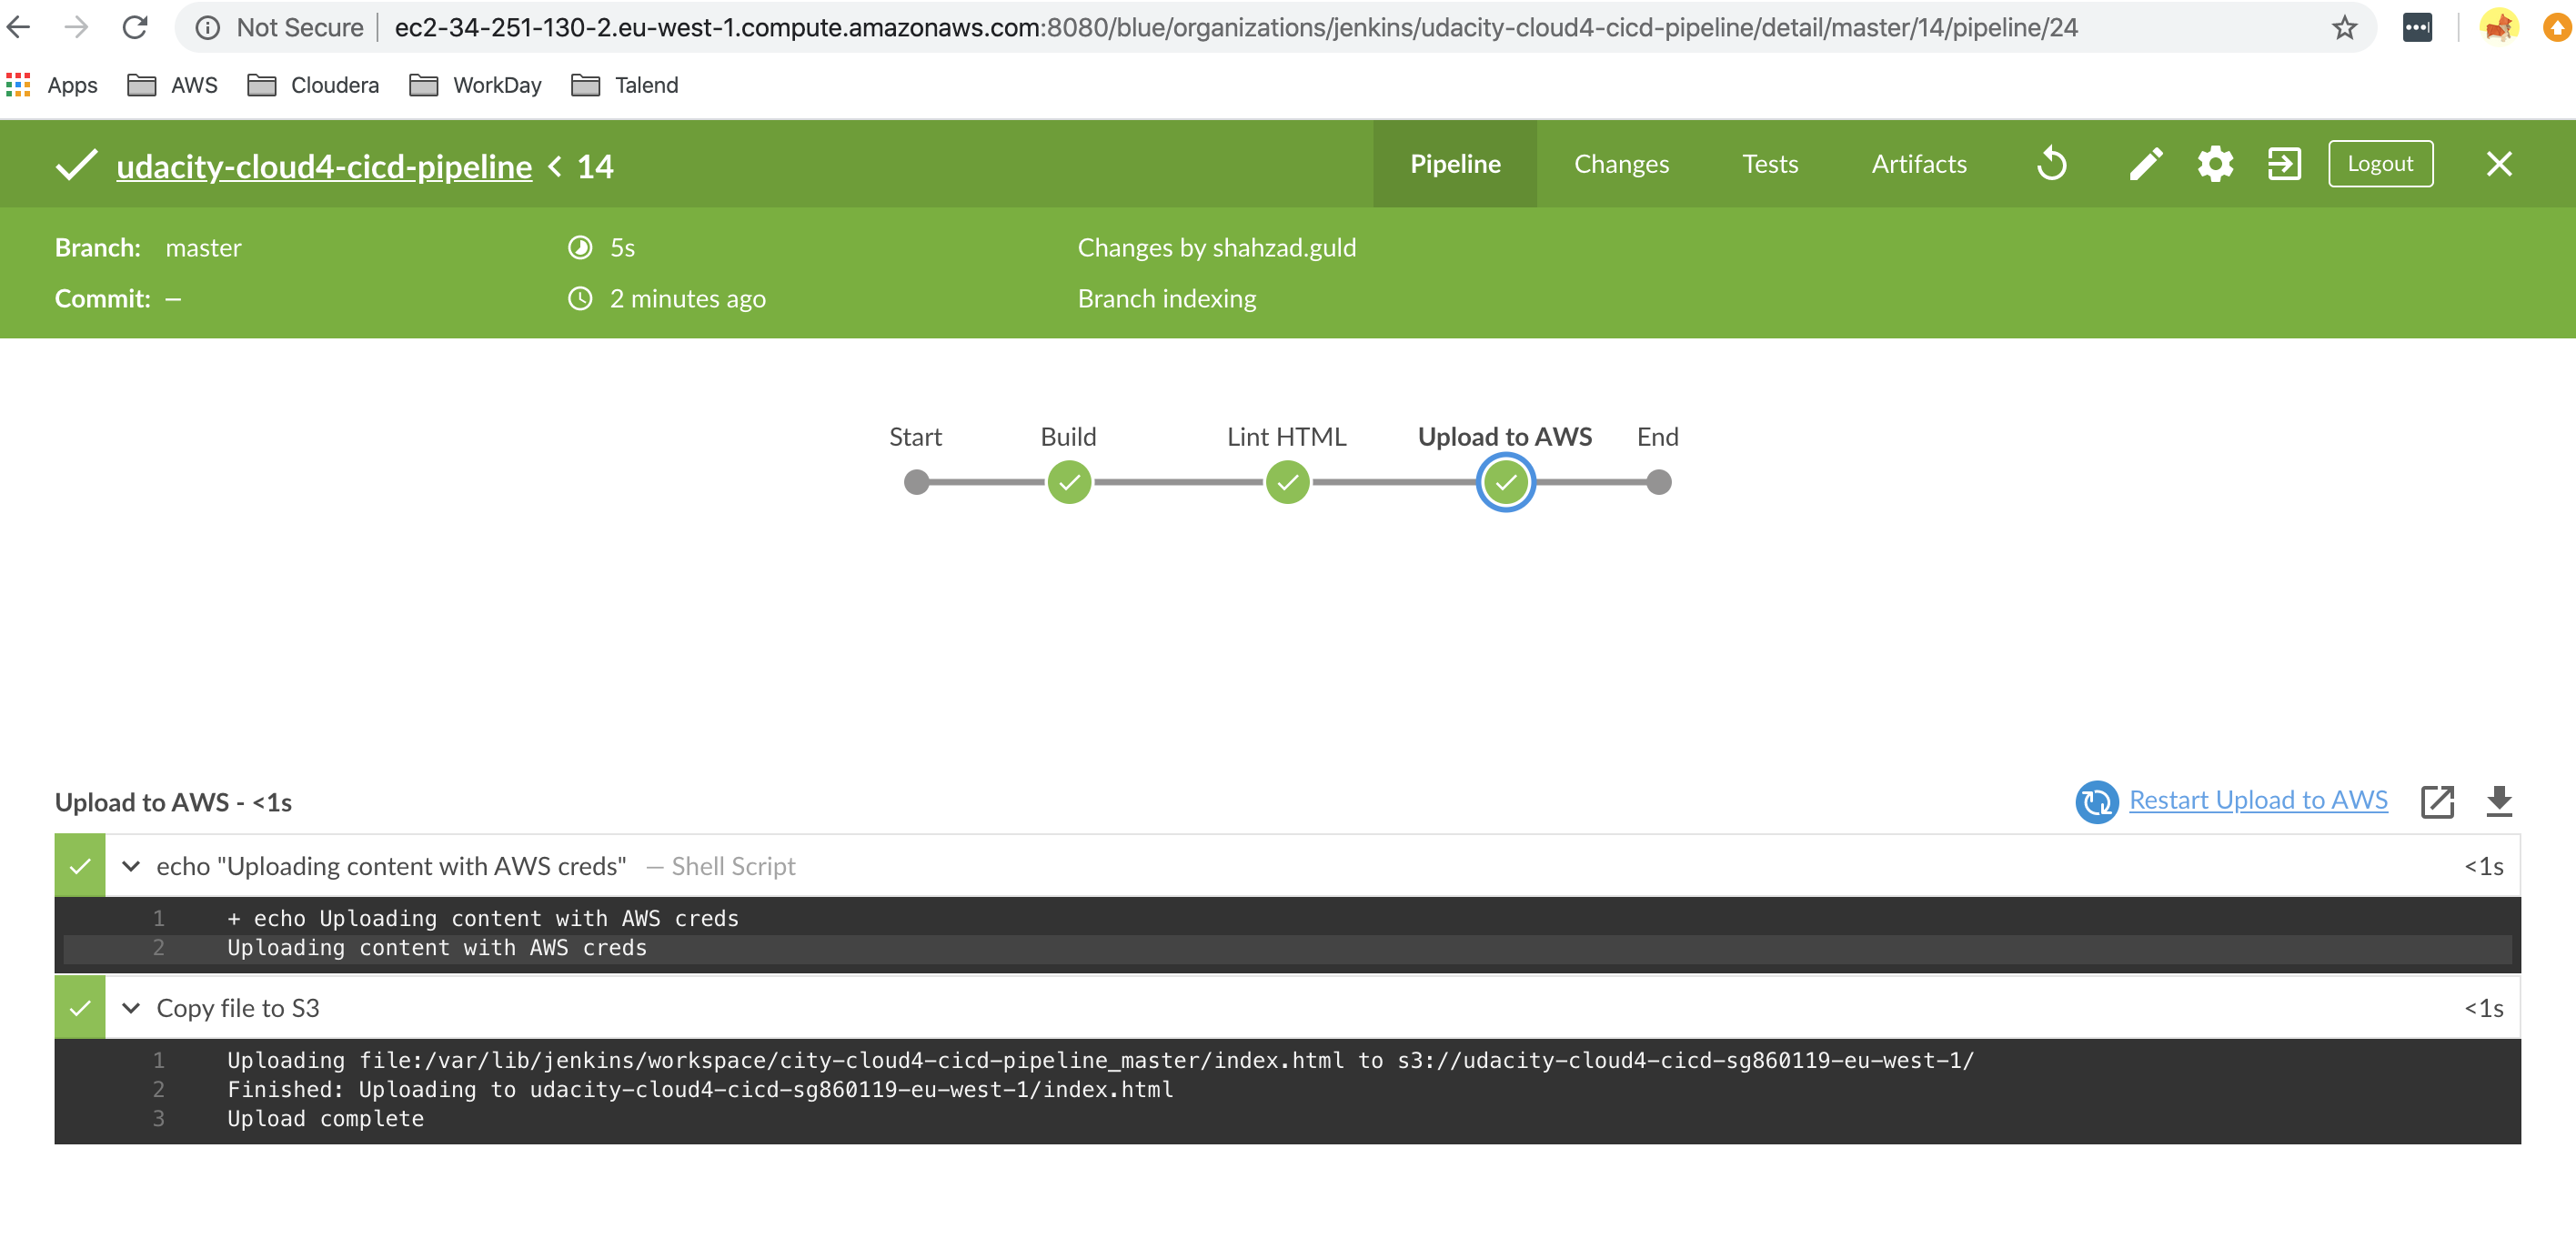 Not Secure ec2-34-251-130-2.eu-west-1.compute.amazonaws.com:8080/blue/organizations/jenkins/udacity-cloud4-cicd-pipeline/detail/master/14/pipeline/24
Apps AWS Cloudera WorkDay Talend
udacity-cloud4-cicd-pipeline < 14 Pipeline Changes Tests Artifacts Logout
Branch: master 5s Changes by shahzad.guld
Commit: — 2 minutes ago Branch indexing
Start Build Lint HTML Upload to AWS End
Upload to AWS - <1s Restart Upload to AWS
echo "Uploading content with AWS creds" — Shell Script <1s
1 + echo Uploading content with AWS creds
2 Uploading content with AWS creds
Copy file to S3 <1s
1 Uploading file:/var/lib/jenkins/workspace/city-cloud4-cicd-pipeline_master/index.html to s3://udacity-cloud4-cicd-sg860119-eu-west-1/
2 Finished: Uploading to udacity-cloud4-cicd-sg860119-eu-west-1/index.html
3 Upload complete